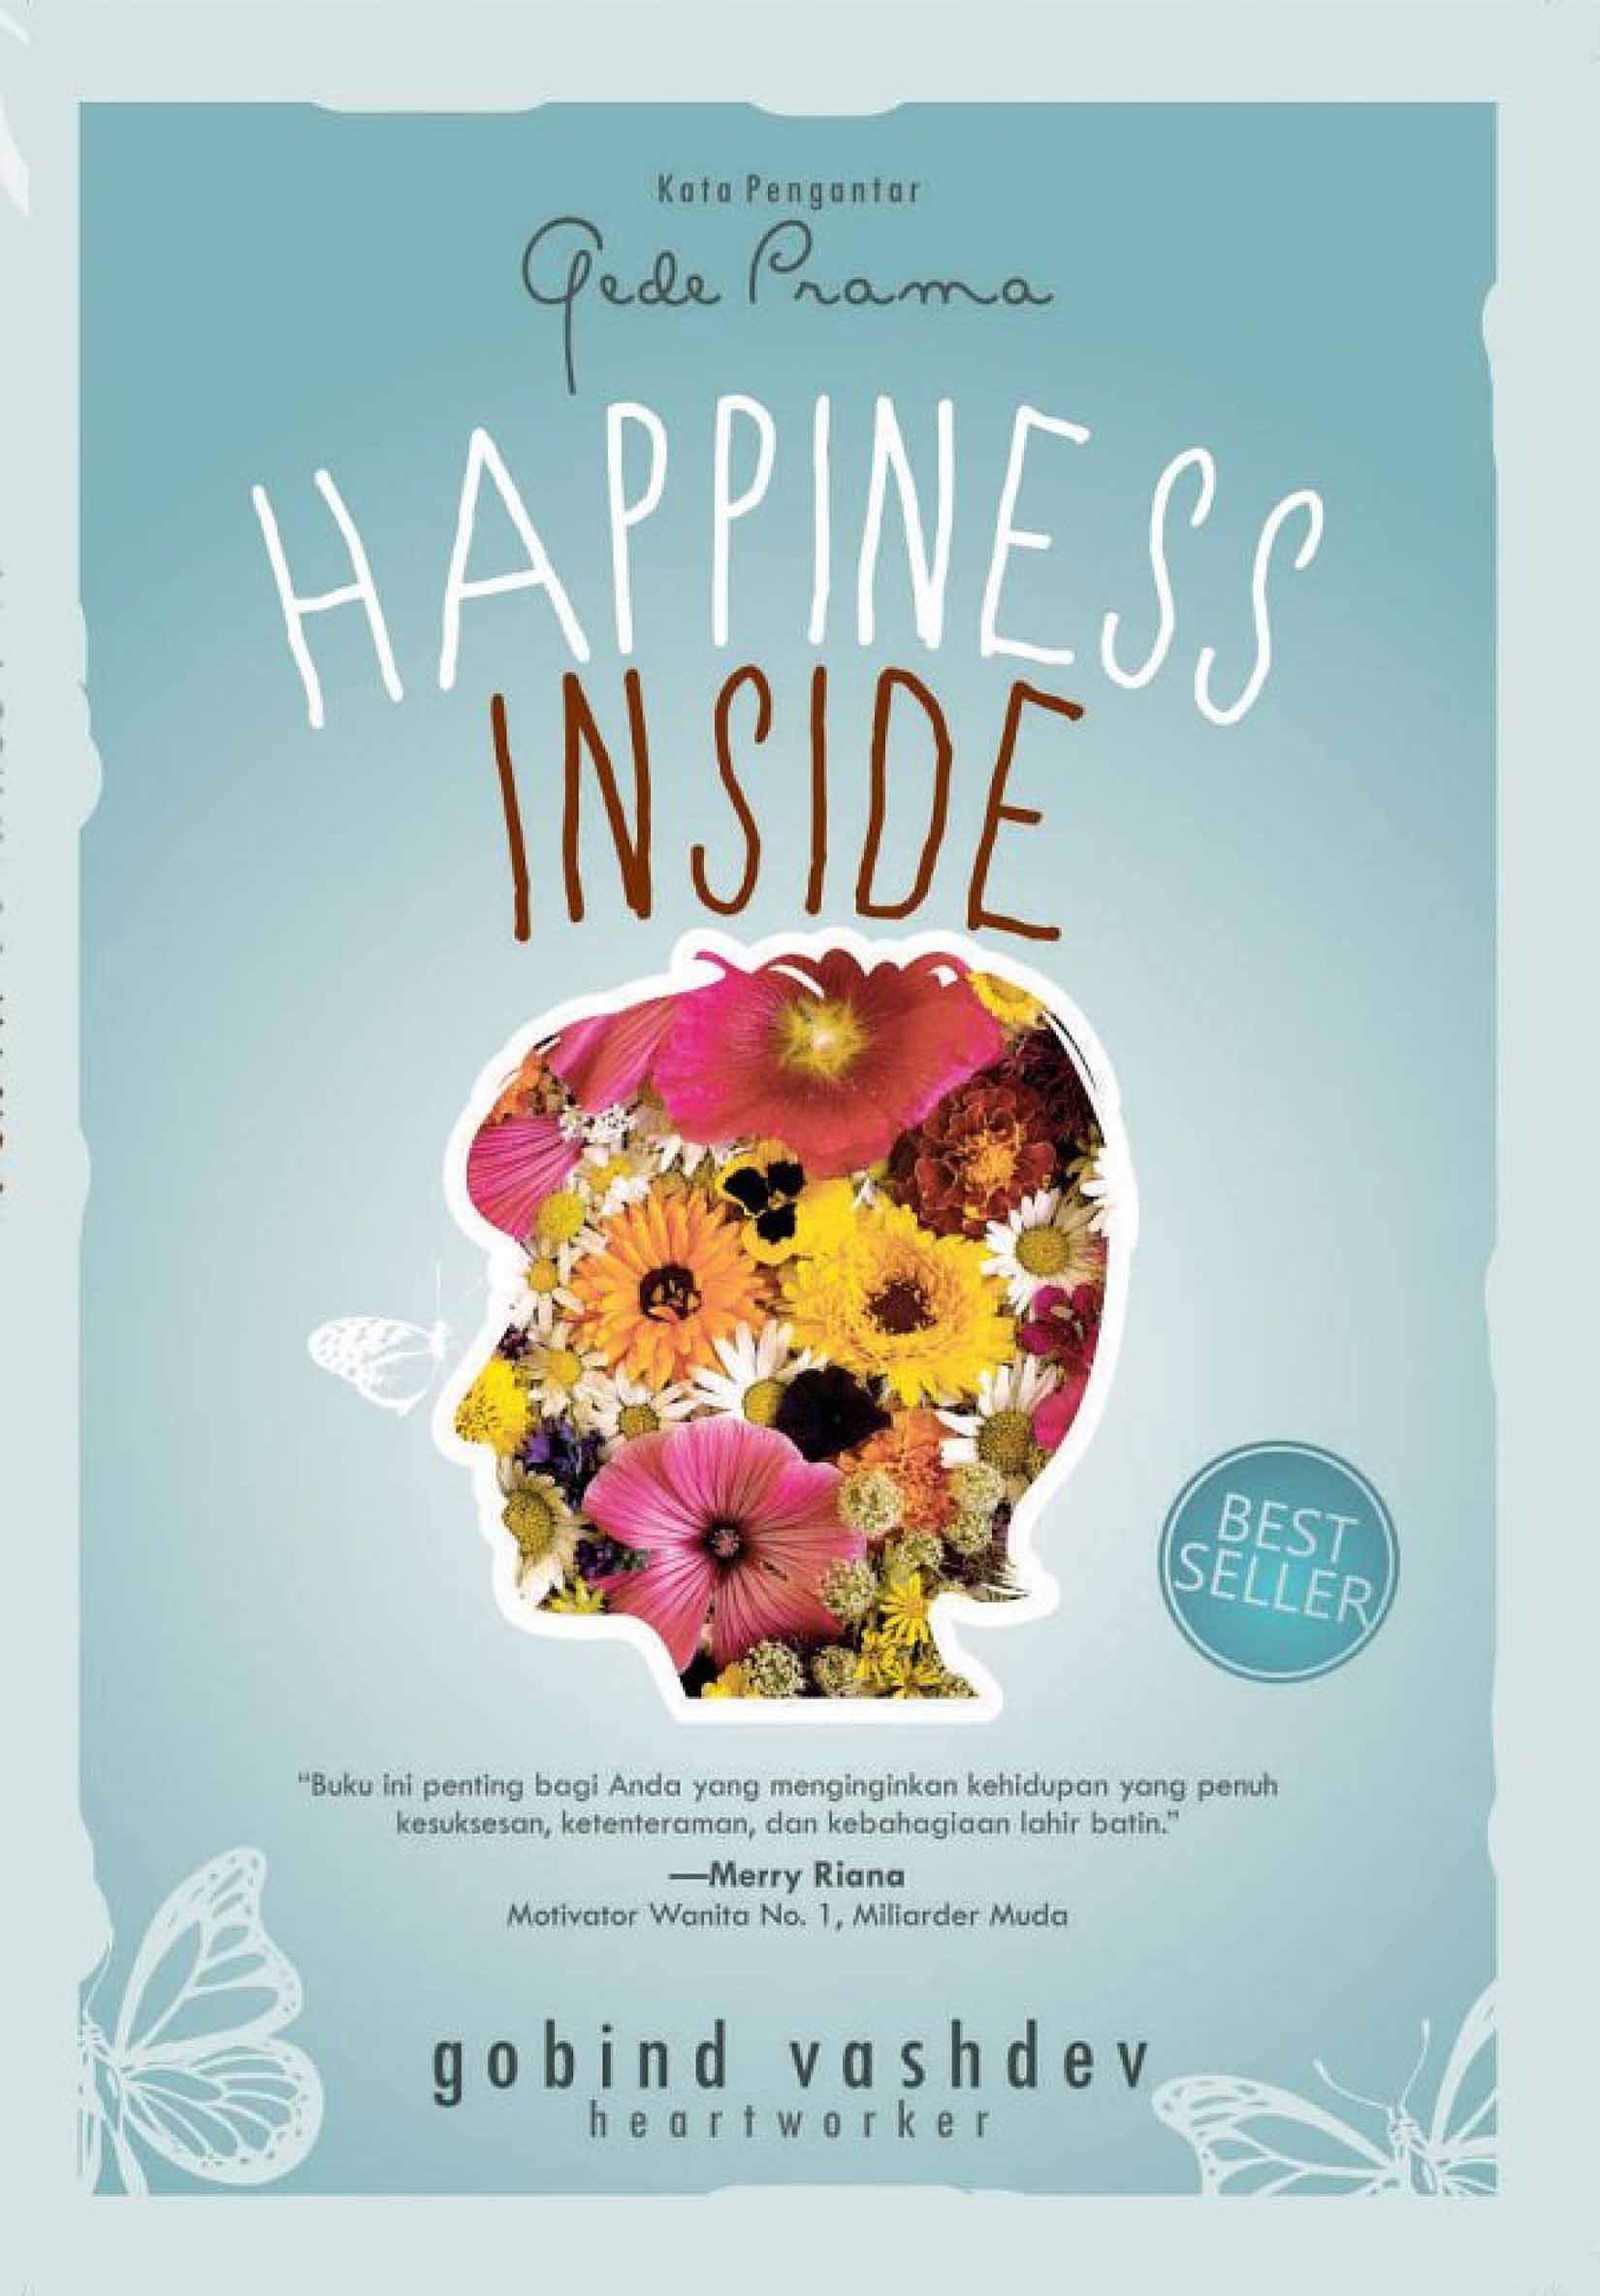 Kata Pengantar
Gede Prama
HAPPINESS
INSIDE
BEST
SELLER
"Buku ini penting bagi Anda yang menginginkan kehidupan yang penuh
kesuksesan, ketenteraman, dan kebahagiaan lahir batin."
—Merry Riana
Motivator Wanita No. 1, Miliarder Muda
gobind vashdev
heartworker